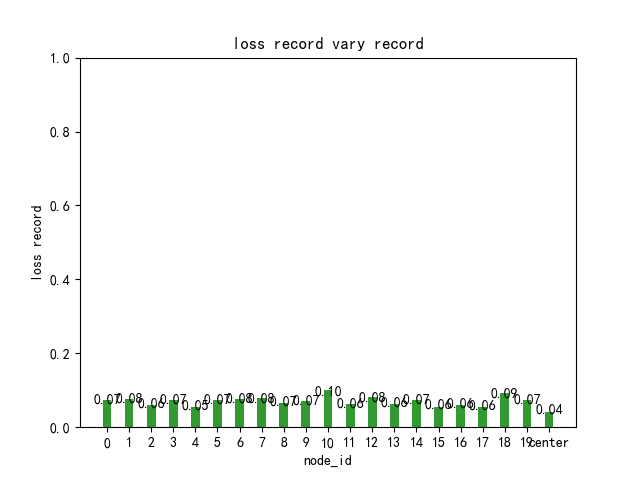 loss record vary record
1.0
0.8
0.6
0.4
0.2
0.0
loss record
0.07 0.08 0.06 0.07 0.05 0.07 0.08 0.08 0.07 0.07 0.10 0.06 0.08 0.06 0.07 0.06 0.06 0.06 0.09 0.07 0.04
0 1 2 3 4 5 6 7 8 9 10 11 12 13 14 15 16 17 18 19 center
node_id